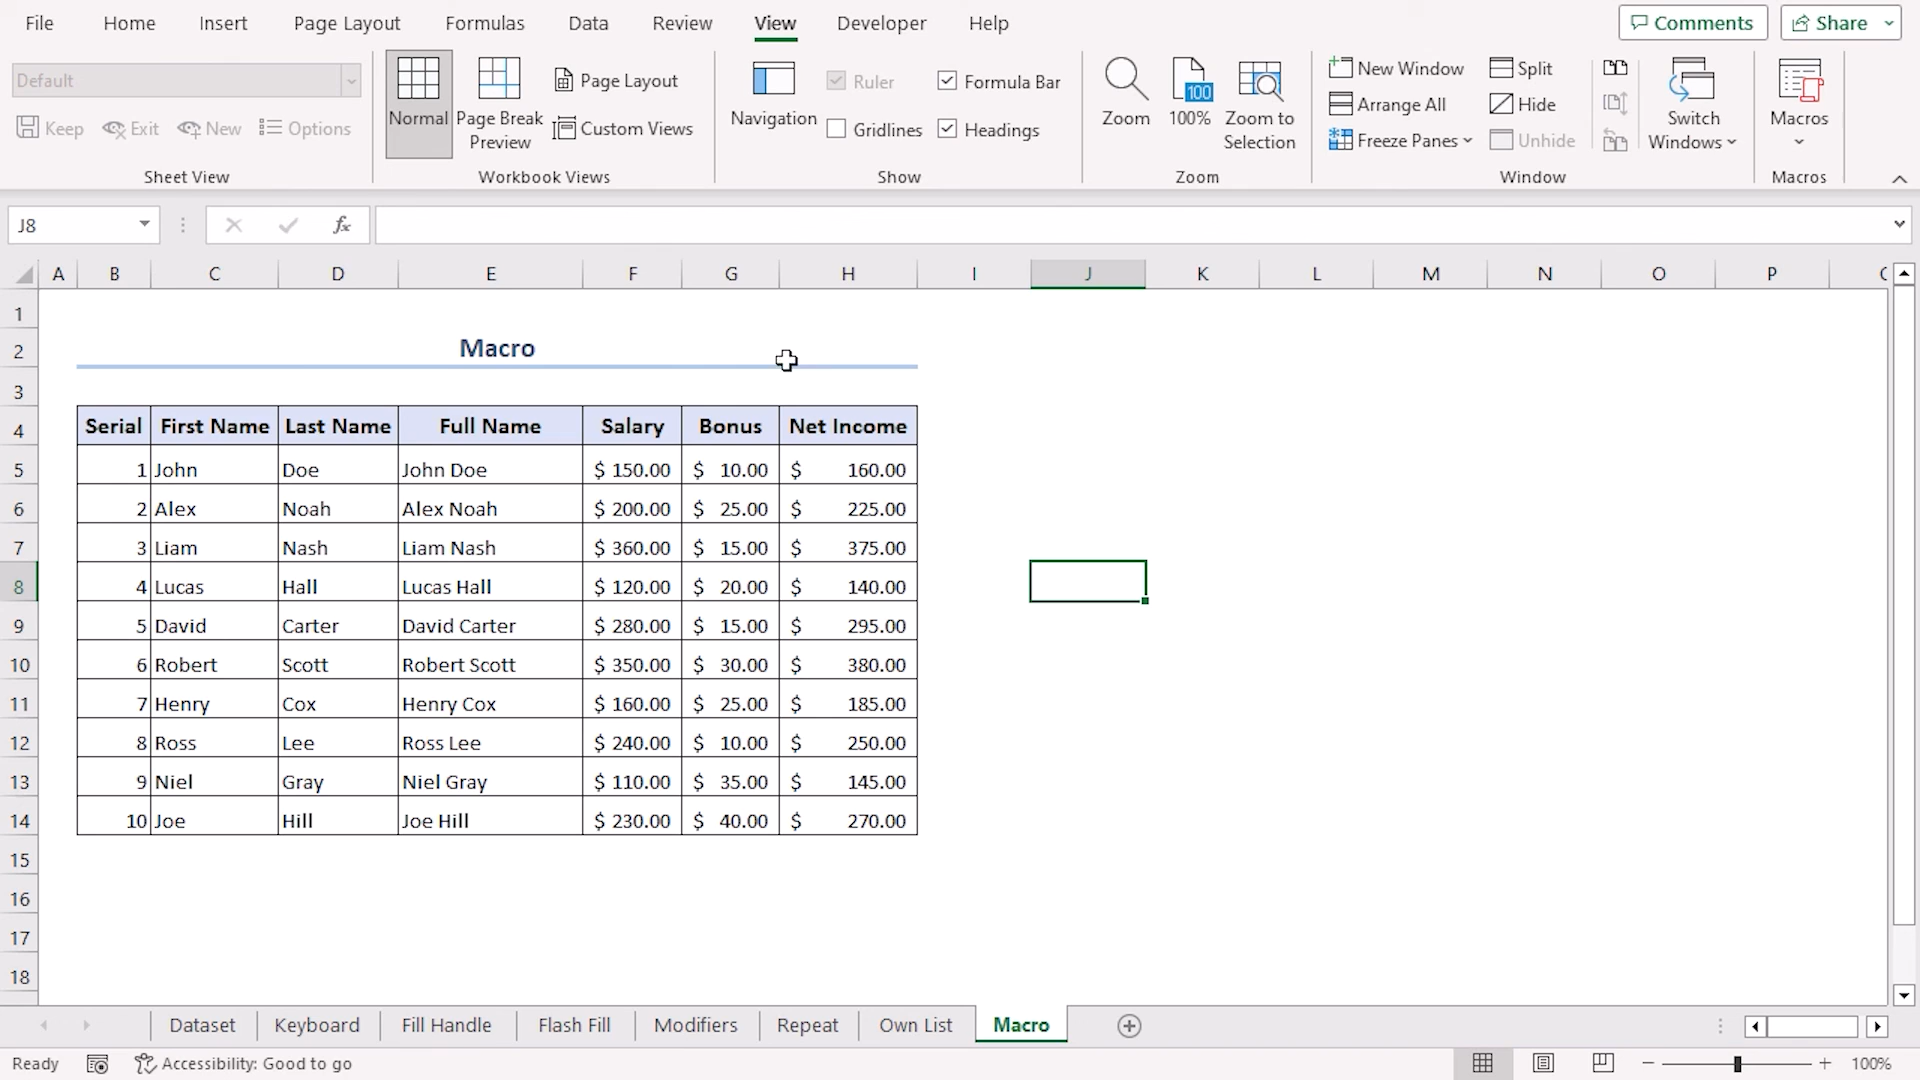 File Home Insert Page Layout Formulas Data Review View Developer Help Comments Share
Default
Keep Exit New Options
Sheet View
Normal
Page Break Preview
Page Layout
Custom Views
Workbook Views
Navigation
Ruler Formula Bar
Gridlines Headings
Show
Zoom
100
100%
Zoom to Selection
Zoom
New Window
Arrange All
Freeze Panes
Split
Hide
Unhide
Switch Windows
Window
Macros
Macros
J8 fx
A B C D E F G H I J K L M N O P
1
2 Macro
3
4 Serial First Name Last Name Full Name Salary Bonus Net Income
5 1 John Doe John Doe $ 150.00 $ 10.00 $ 160.00
6 2 Alex Noah Alex Noah $ 200.00 $ 25.00 $ 225.00
7 3 Liam Nash Liam Nash $ 360.00 $ 15.00 $ 375.00
8 4 Lucas Hall Lucas Hall $ 120.00 $ 20.00 $ 140.00
9 5 David Carter David Carter $ 280.00 $ 15.00 $ 295.00
10 6 Robert Scott Robert Scott $ 350.00 $ 30.00 $ 380.00
11 7 Henry Cox Henry Cox $ 160.00 $ 25.00 $ 185.00
12 8 Ross Lee Ross Lee $ 240.00 $ 10.00 $ 250.00
13 9 Niel Gray Niel Gray $ 110.00 $ 35.00 $ 145.00
14 10 Joe Hill Joe Hill $ 230.00 $ 40.00 $ 270.00
15
16
17
18
Dataset Keyboard Fill Handle Flash Fill Modifiers Repeat Own List Macro
Ready Accessibility: Good to go 100%